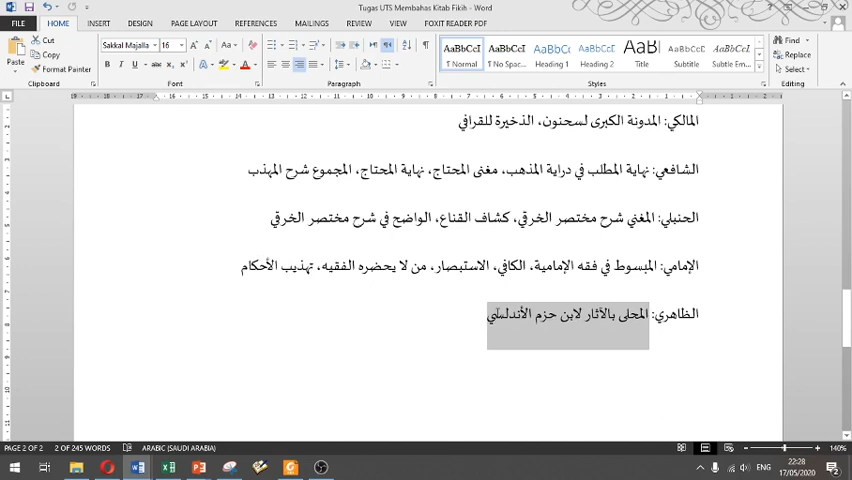 Tugas UTS Membahas Kitab Fikih - Word
FILE HOME INSERT DESIGN PAGE LAYOUT REFERENCES MAILINGS REVIEW VIEW FOXIT READER PDF
Paste Cut Copy Format Painter
Clipboard
Sakkal Majalla 16
Font
Paragraph
AaBbCcI ¶ Normal
AaBbCcI ¶ No Spac...
AaBbCcI Heading 1
AaBbCcI Heading 2
AaBbC Title
AaBbCcI Subtitle
AaBbCcI Subtle Em...
Styles
Find
Replace
Select
Editing
المالكي: المدونة الكبرى لسحنون، الذخيرة للقرافي
الشافعي: نهاية المطلب في دراية المذهب، مغنى المحتاج، نهاية المحتاج، المجموع شرح المهذب
الحنبلي: المغني شرح مختصر الخرقي، كشاف القناع، الواضح في شرح مختصر الخرقي
الإمامي: المبسوط في فقه الإمامية، الكافي، الاستبصار، من لا يحضره الفقيه، تهذيب الأحكام
الظاهري: المحلى بالآثار لابن حزم الأندلسي
PAGE 2 OF 2 2 OF 245 WORDS ARABIC (SAUDI ARABIA) 140%
ENG 22:28
17/05/2020